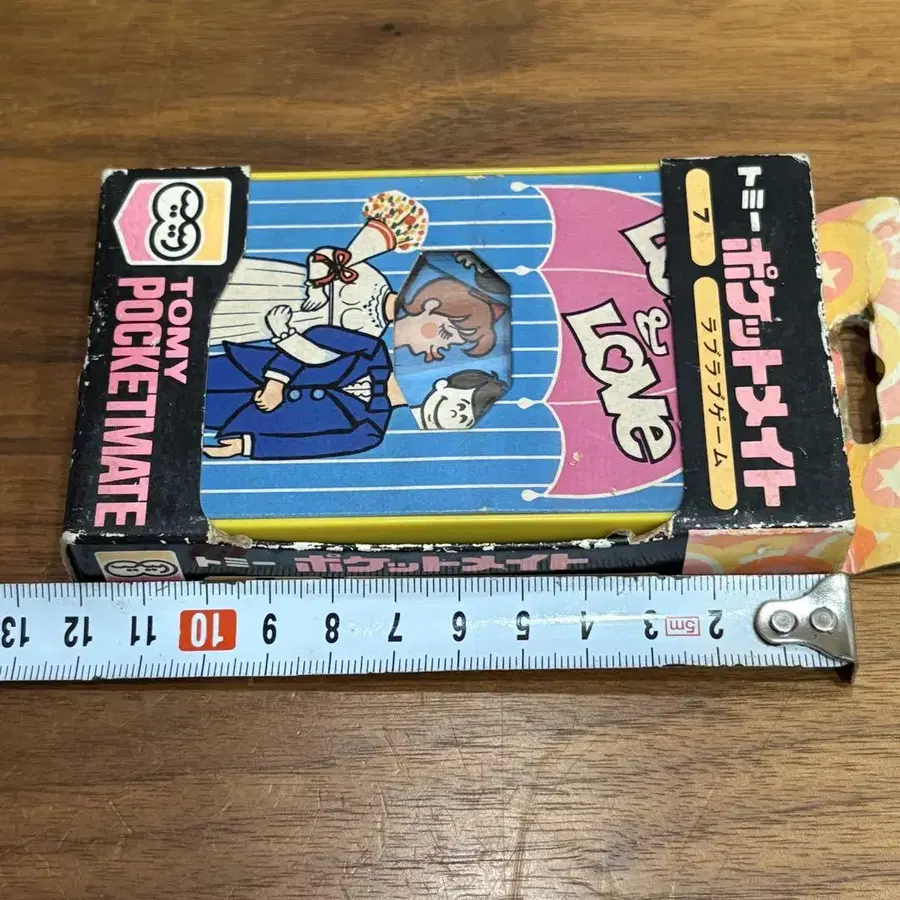 トミー ポケットメイト
7 ラブラブゲーム
& LOVE
TOMY
POCKETMATE
トミー ポケットメイト
13 12 11 10 9 8 7 6 5 4 3 5m 2